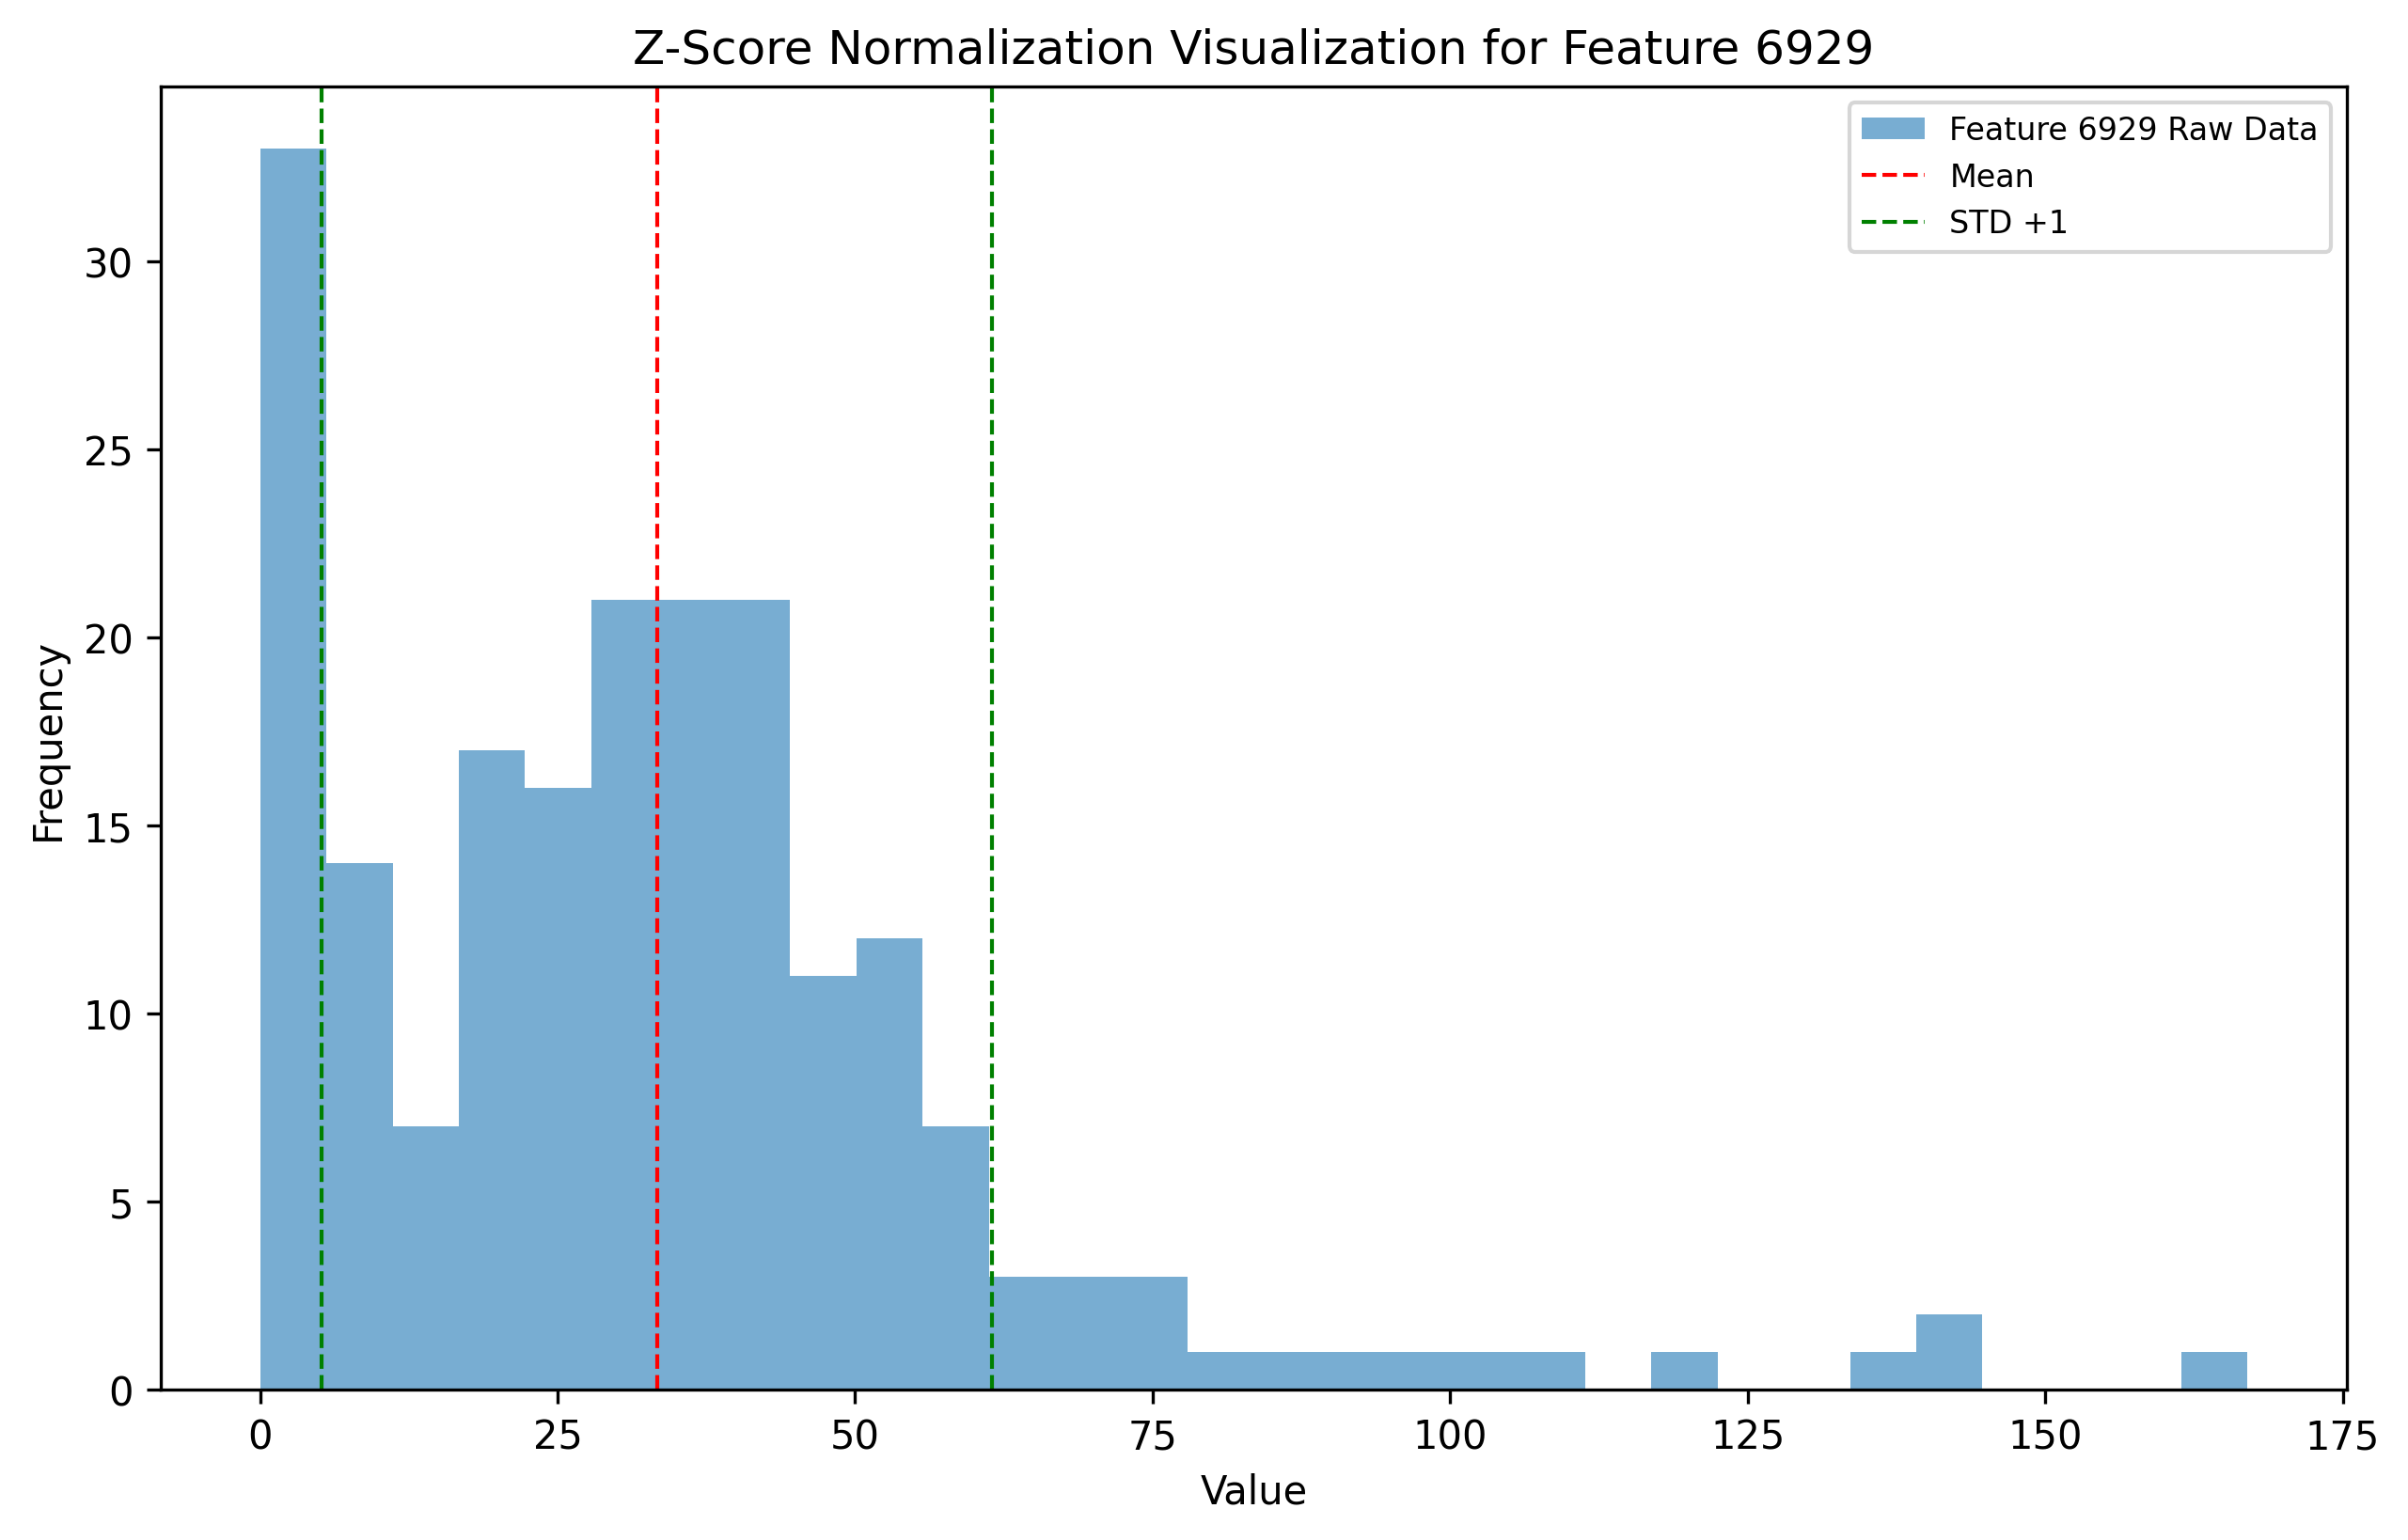 Z-Score Normalization Visualization for Feature 6929
Feature 6929 Raw Data
Mean
STD +1
Frequency
30
25
20
15
10
5
0
0 25 50 75 100 125 150 175
Value